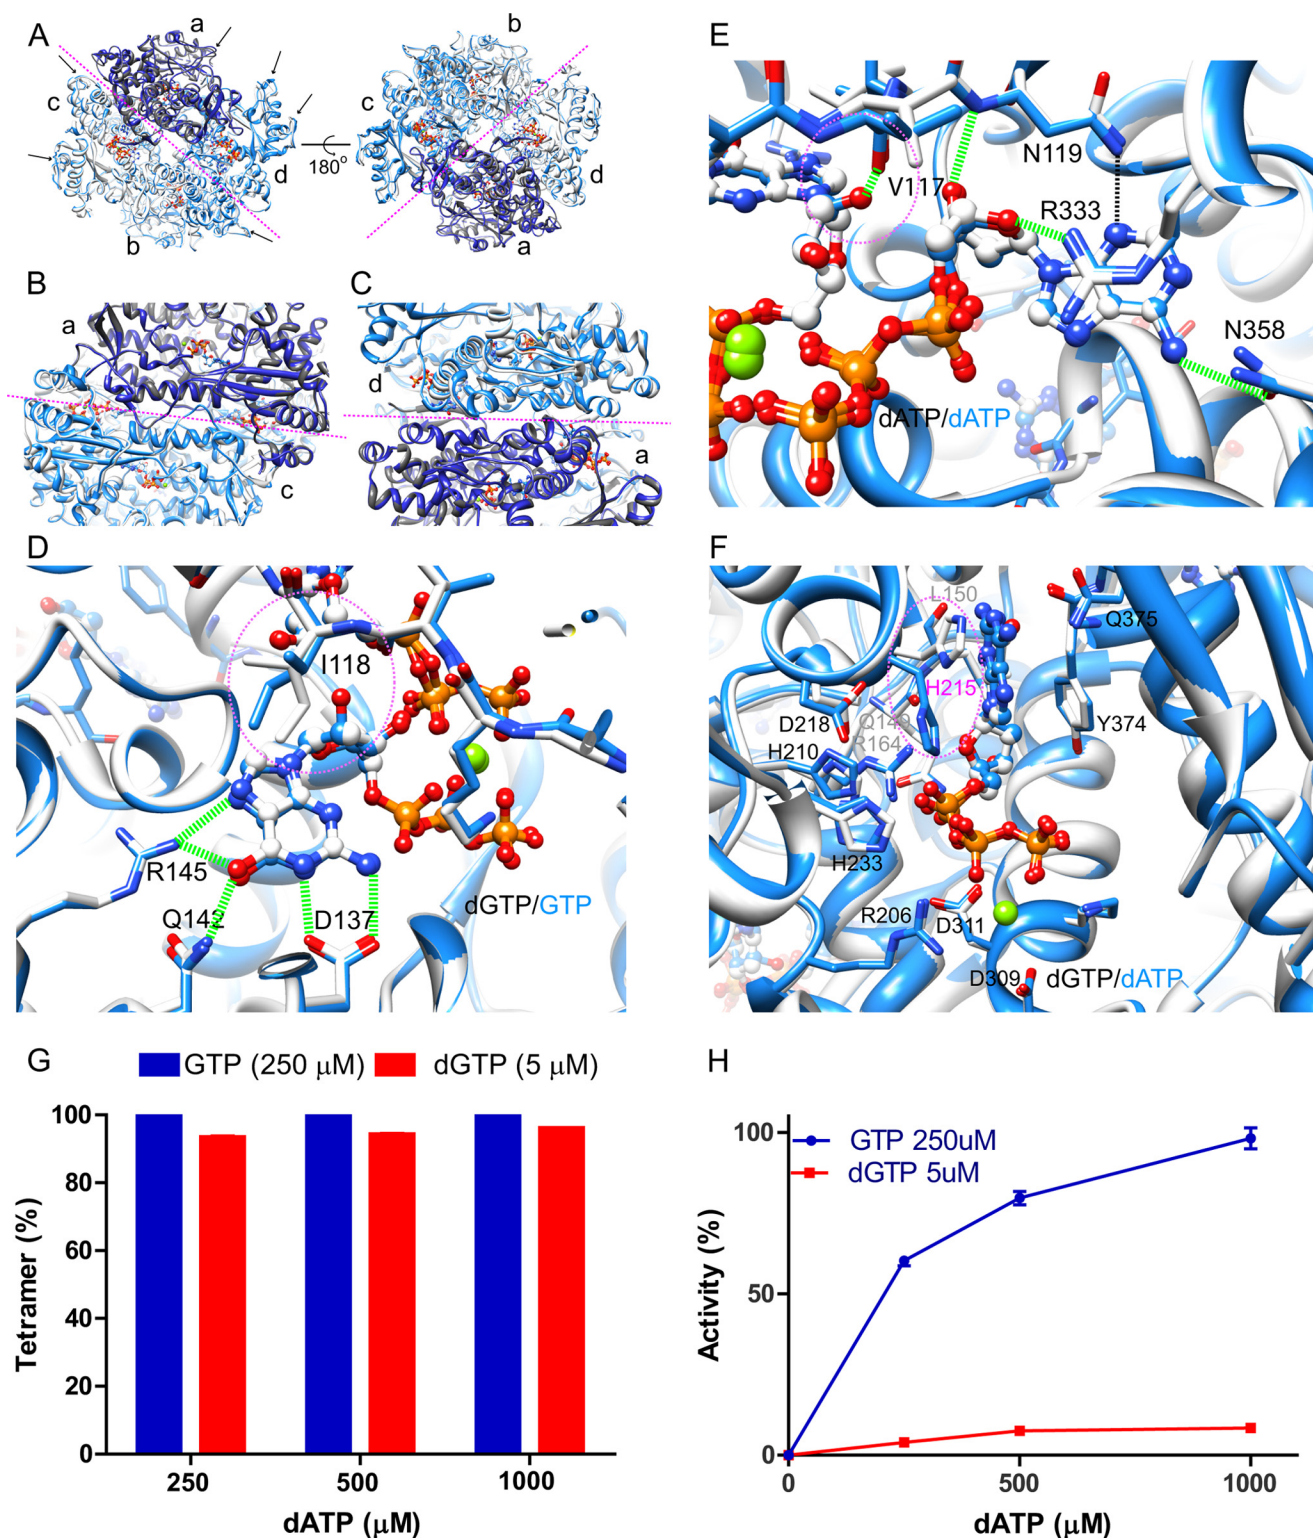 A
a
b
c
c
d
180°
d
b
a
B
a
c
C
d
a
D
I118
R145
Q142
D137
dGTP/GTP
E
N119
V117
R333
N358
dATP/dATP
F
L150
Q375
H215
D218
Q149
Y374
H210
R164
H233
R206
D311
D309
dGTP/dATP
G
GTP (250 μM)
dGTP (5 μM)
100
80
60
40
20
0
Tetramer (%)
250
500
1000
dATP (μM)
H
GTP 250uM
dGTP 5uM
100
50
0
Activity (%)
0
500
1000
dATP (μM)